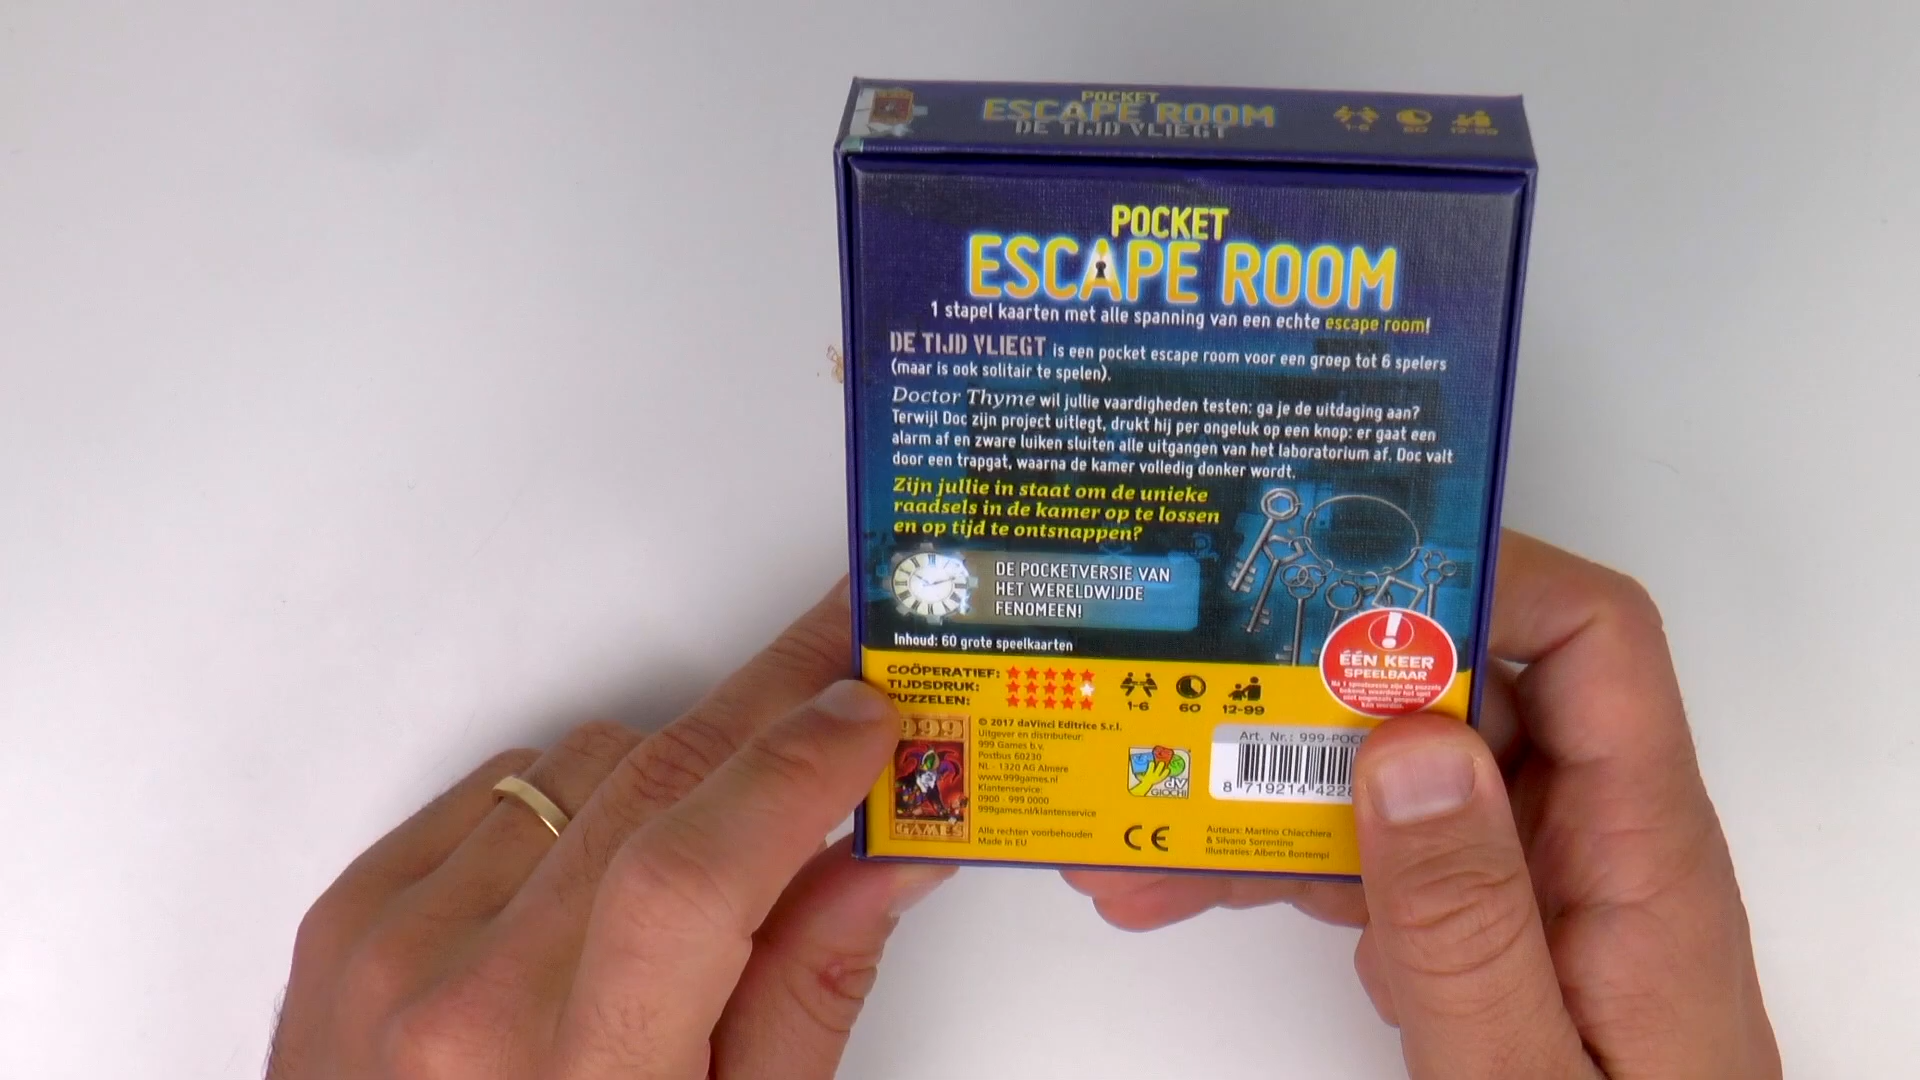 POCKET
ESCAPE ROOM
DE TIJD VLIEGT
1-6 60 12-99
POCKET
ESCAPE ROOM
1 stapel kaarten met alle spanning van een echte escape room!
DE TIJD VLIEGT is een pocket escape room voor een groep tot 6 spelers
(maar is ook solitair te spelen).
Doctor Thyme wil jullie vaardigheden testen: ga je de uitdaging aan?
Terwijl Doc zijn project uitlegt, drukt hij per ongeluk op een knop: er gaat een
alarm af en zware luiken sluiten alle uitgangen van het laboratorium af. Doc valt
door een trapgat, waarna de kamer volledig donker wordt.
Zijn jullie in staat om de unieke
raadsels in de kamer op te lossen
en op tijd te ontsnappen?
DE POCKETVERSIE VAN
HET WERELDWIJDE
FENOMEEN!
Inhoud: 60 grote speelkaarten
COÖPERATIEF:
TIJDSDRUK:
PUZZELEN:
1-6 60 12-99
ÉÉN KEER
SPEELBAAR
999
GAMES
© 2017 daVinci Editrice S.r.l.
Uitgever en distributeur:
999 Games b.v.
Postbus 60230
NL - 1320 AG Almere
www.999games.nl
Klantenservice:
0900 - 999 0000
999games.nl/klantenservice
Alle rechten voorbehouden
Made in EU
dV
GIOCHI
CE
Art. Nr.: 999-POC
8 719214 4228
Auteurs: Martino Chiacchiera
& Silvano Sorrentino
Illustraties: Alberto Bontempi